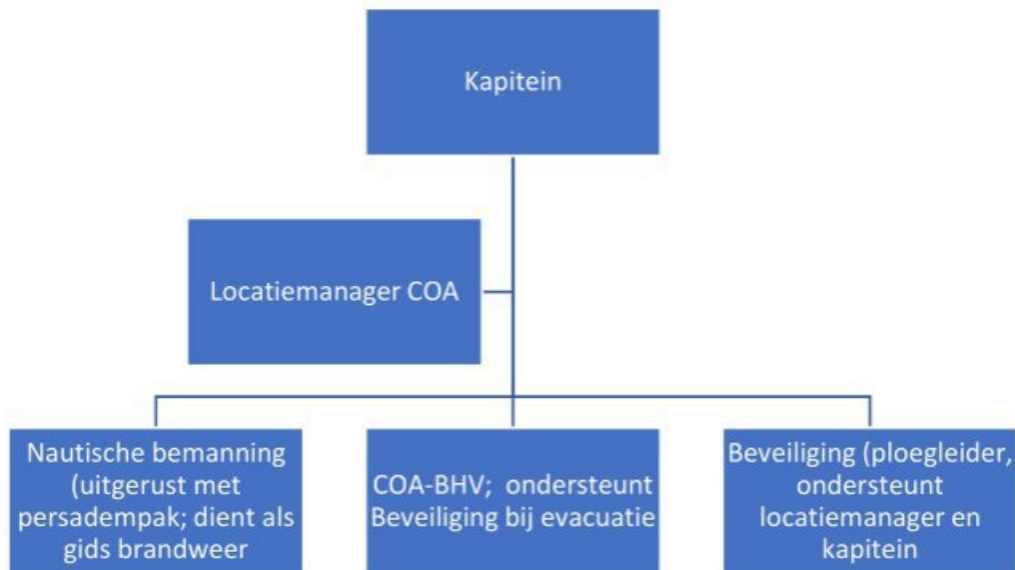 Kapitein
Locatiemanager COA
Nautische bemanning
(uitgerust met
persadempak; dient als
gids brandweer
COA-BHV;  ondersteunt
Beveiliging bij evacuatie
Beveiliging (ploegleider,
ondersteunt
locatiemanager en
kapitein